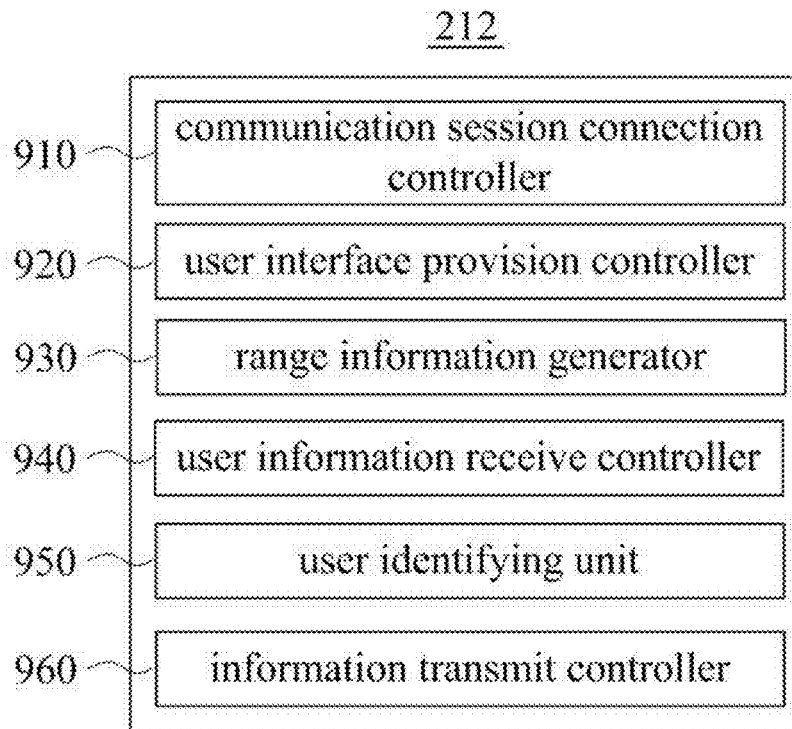 212
910 communication session connection
controller
920 user interface provision controller
930 range information generator
940 user information receive controller
950 user identifying unit
960 information transmit controller